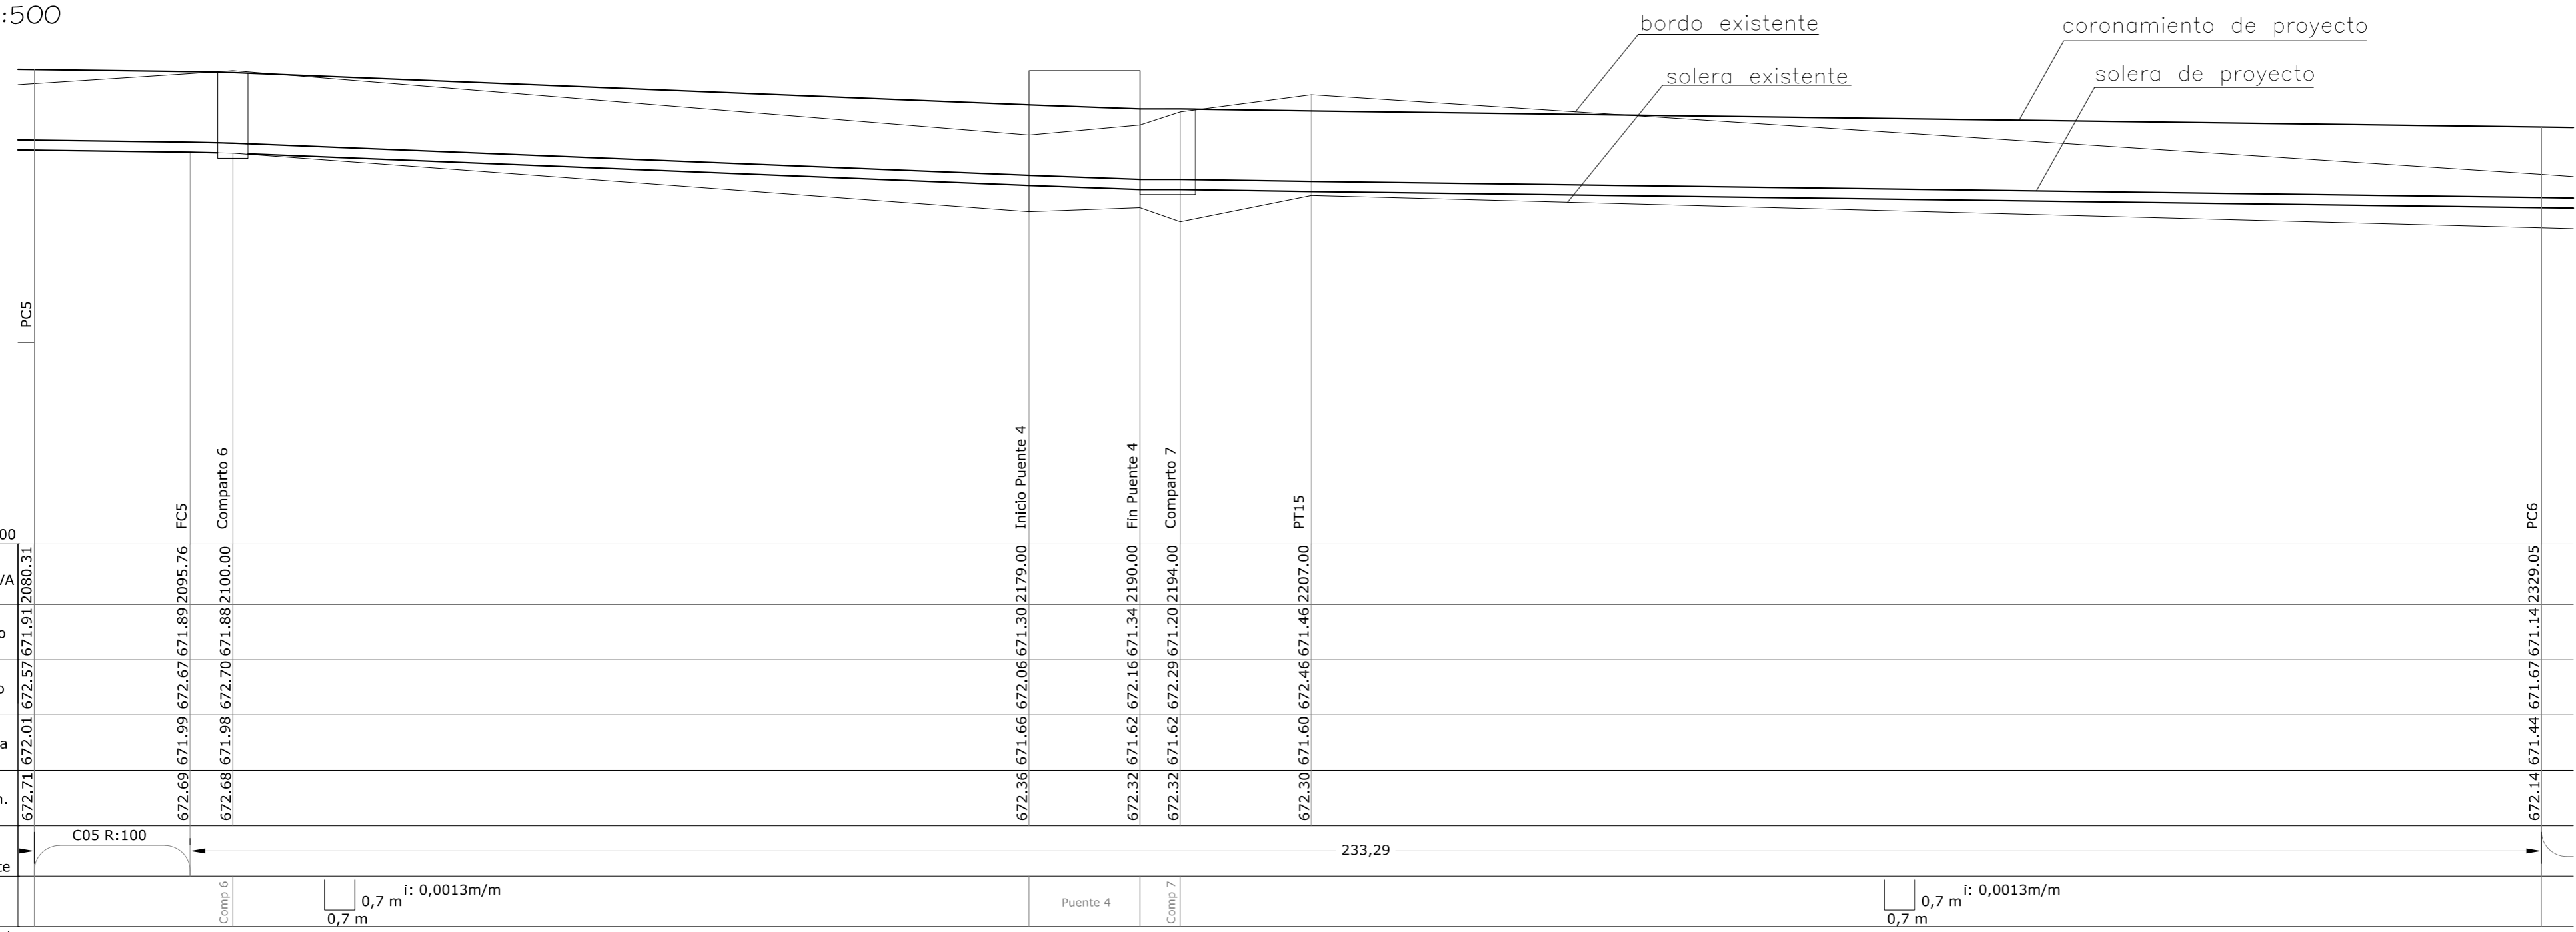 :500
bordo existente
coronamiento de proyecto
solera existente
solera de proyecto
PC5
FC5
Comparto 6
Inicio Puente 4
Fin Puente 4
Comparto 7
PT15
PC6
00
VA 2080.31 2095.76 2100.00 2179.00 2190.00 2194.00 2207.00 2329.05
o 671.91 671.89 671.88 671.30 671.34 671.20 671.46 671.14
o 672.57 672.67 672.70 672.06 672.16 672.29 672.46 671.67
a 672.01 671.99 671.98 671.66 671.62 671.62 671.60 671.44
n. 672.71 672.69 672.68 672.36 672.32 672.32 672.30 672.14
C05 R:100
233,29
te
Comp 6
0,7 m
i: 0,0013m/m
0,7 m
Puente 4
Comp 7
0,7 m
i: 0,0013m/m
0,7 m